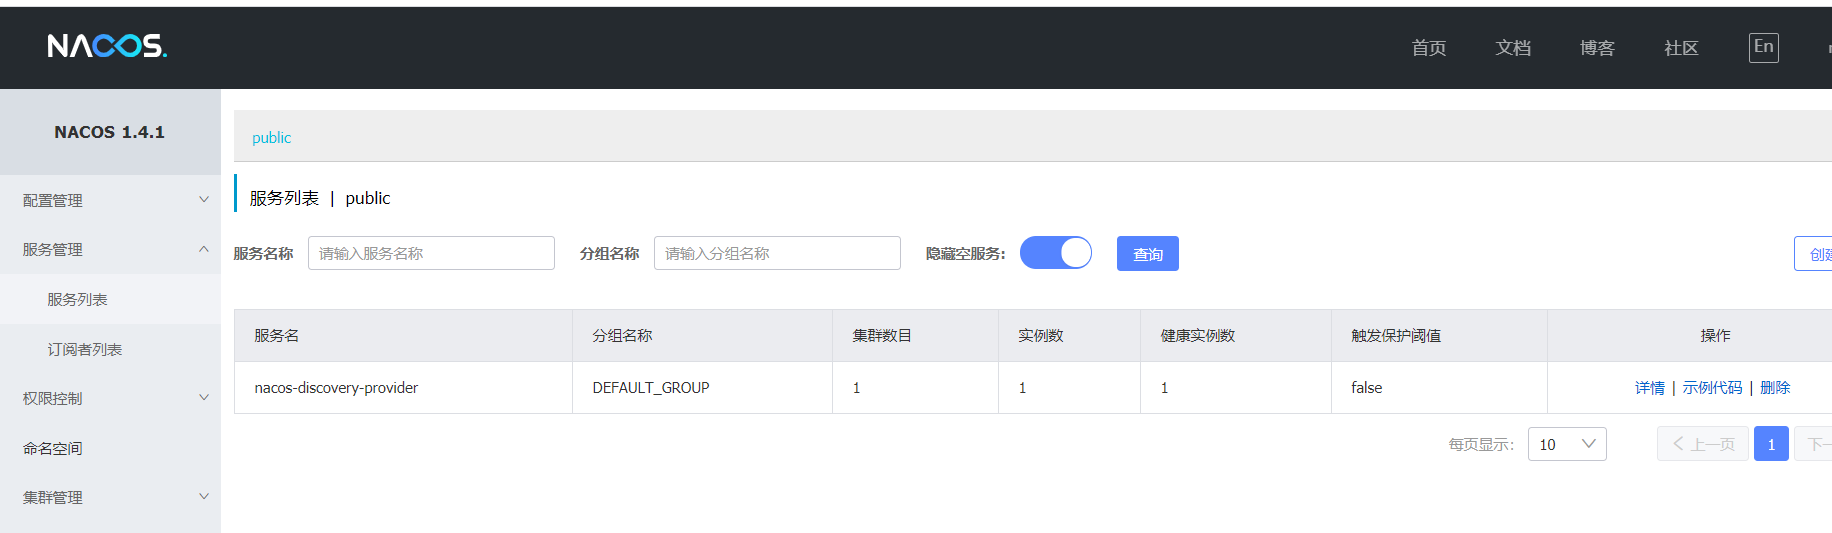 NACOS.
首页 文档 博客 社区 En
NACOS 1.4.1
public
服务列表 | public
配置管理
服务管理
服务列表
订阅者列表
权限控制
命名空间
集群管理
服务名称 请输入服务名称 分组名称 请输入分组名称 隐藏空服务: 查询 创建
服务名 分组名称 集群数目 实例数 健康实例数 触发保护阈值 操作
nacos-discovery-provider DEFAULT_GROUP 1 1 1 false 详情 | 示例代码 | 删除
每页显示: 10 上一页 1 下一